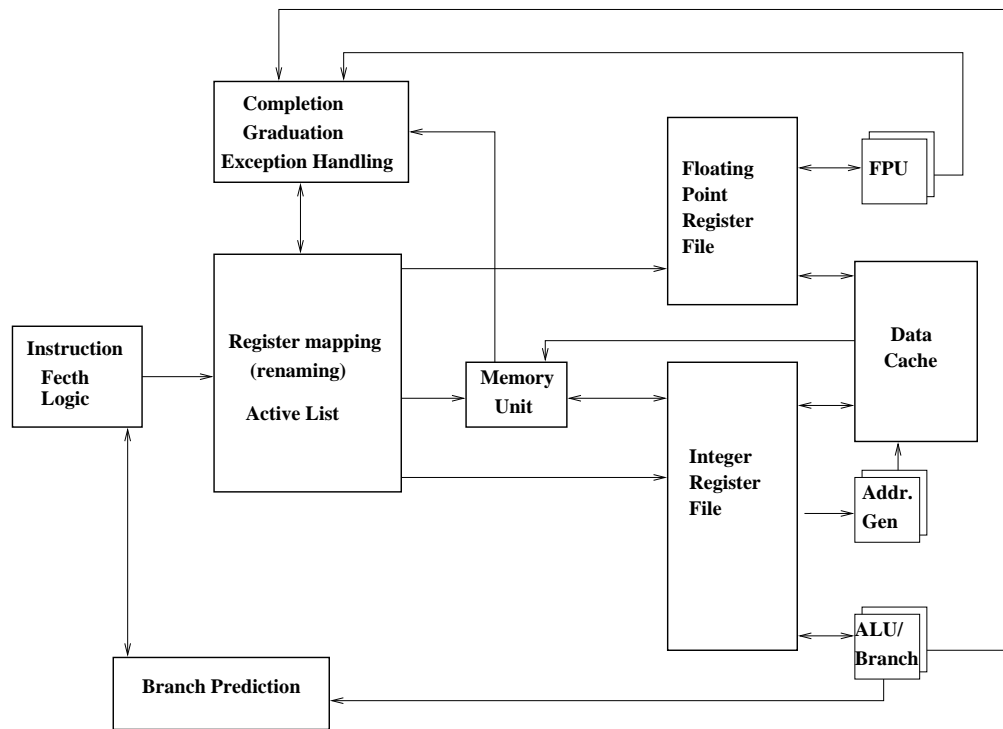 Completion
Graduation
Exception Handling
Floating
Point
Register
File
FPU
Instruction
Fecth
Logic
Register mapping
(renaming)
Active List
Memory
Unit
Data
Cache
Integer
Register
File
Addr.
Gen
ALU/
Branch
Branch Prediction